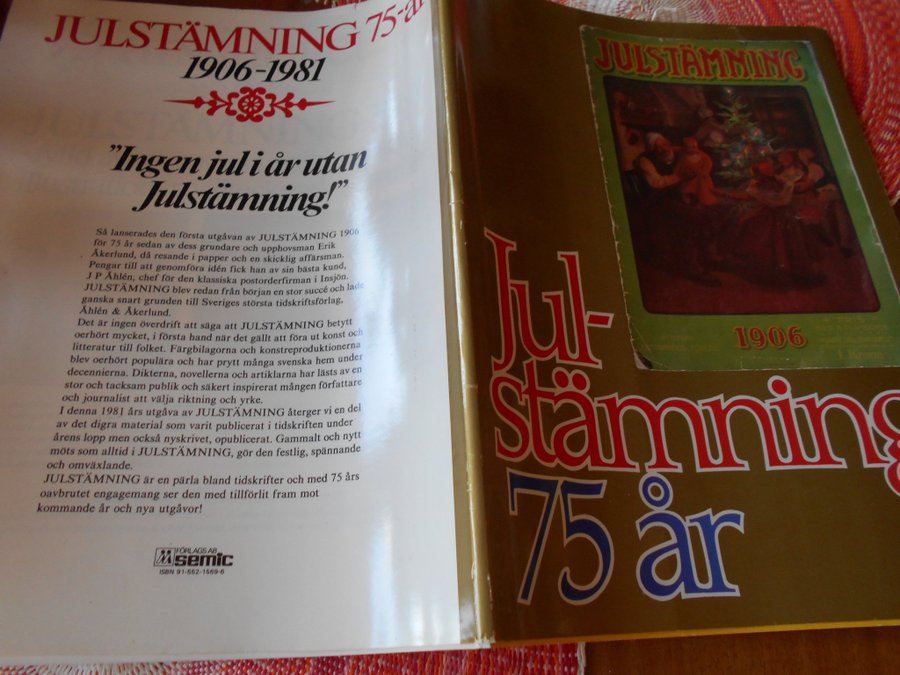 JULSTÄMNING 75-år
1906-1981
"Ingen jul i år utan
Julstämning!"
Så lanserades den första utgåvan av JULSTÄMNING 1906
för 75 år sedan av dess grundare och upphovsman Erik
Åkerlund, då resande i papper och en skicklig affärsman.
Pengar till att genomföra idén fick han av sin bästa kund,
J P Åhlén, chef för den klassiska postorderfirman i Insjön.
JULSTÄMNING blev redan från början en stor succé och lade
ganska snart grunden till Sveriges största tidskriftsförlag,
Åhlén & Åkerlund.
Det är ingen överdrift att säga att JULSTÄMNING betytt
oerhört mycket, i första hand när det gällt att föra ut konst och
litteratur till folket. Färgbilagorna och konstreproduktionerna
blev oerhört populära och har prytt många svenska hem under
decennierna. Dikterna, novellerna och artiklarna har lästs av en
stor och tacksam publik och säkert inspirerat mången författare
och journalist att välja riktning och yrke.
I denna 1981 års utgåva av JULSTÄMNING återger vi en del
av det digra material som varit publicerat i tidskriften under
årens lopp men också nyskrivet, opublicerat. Gammalt och nytt
möts som alltid i JULSTÄMNING, gör den festlig, spännande
och omväxlande.
JULSTÄMNING är en pärla bland tidskrifter och med 75 års
oavbrutet engagemang ser den med tillförlit fram mot
kommande år och nya utgåvor!
FÖRLAGS AB
semic
ISBN 91-552-1669-6
JULSTÄMNING
1906
Jul-
stämning
75 år